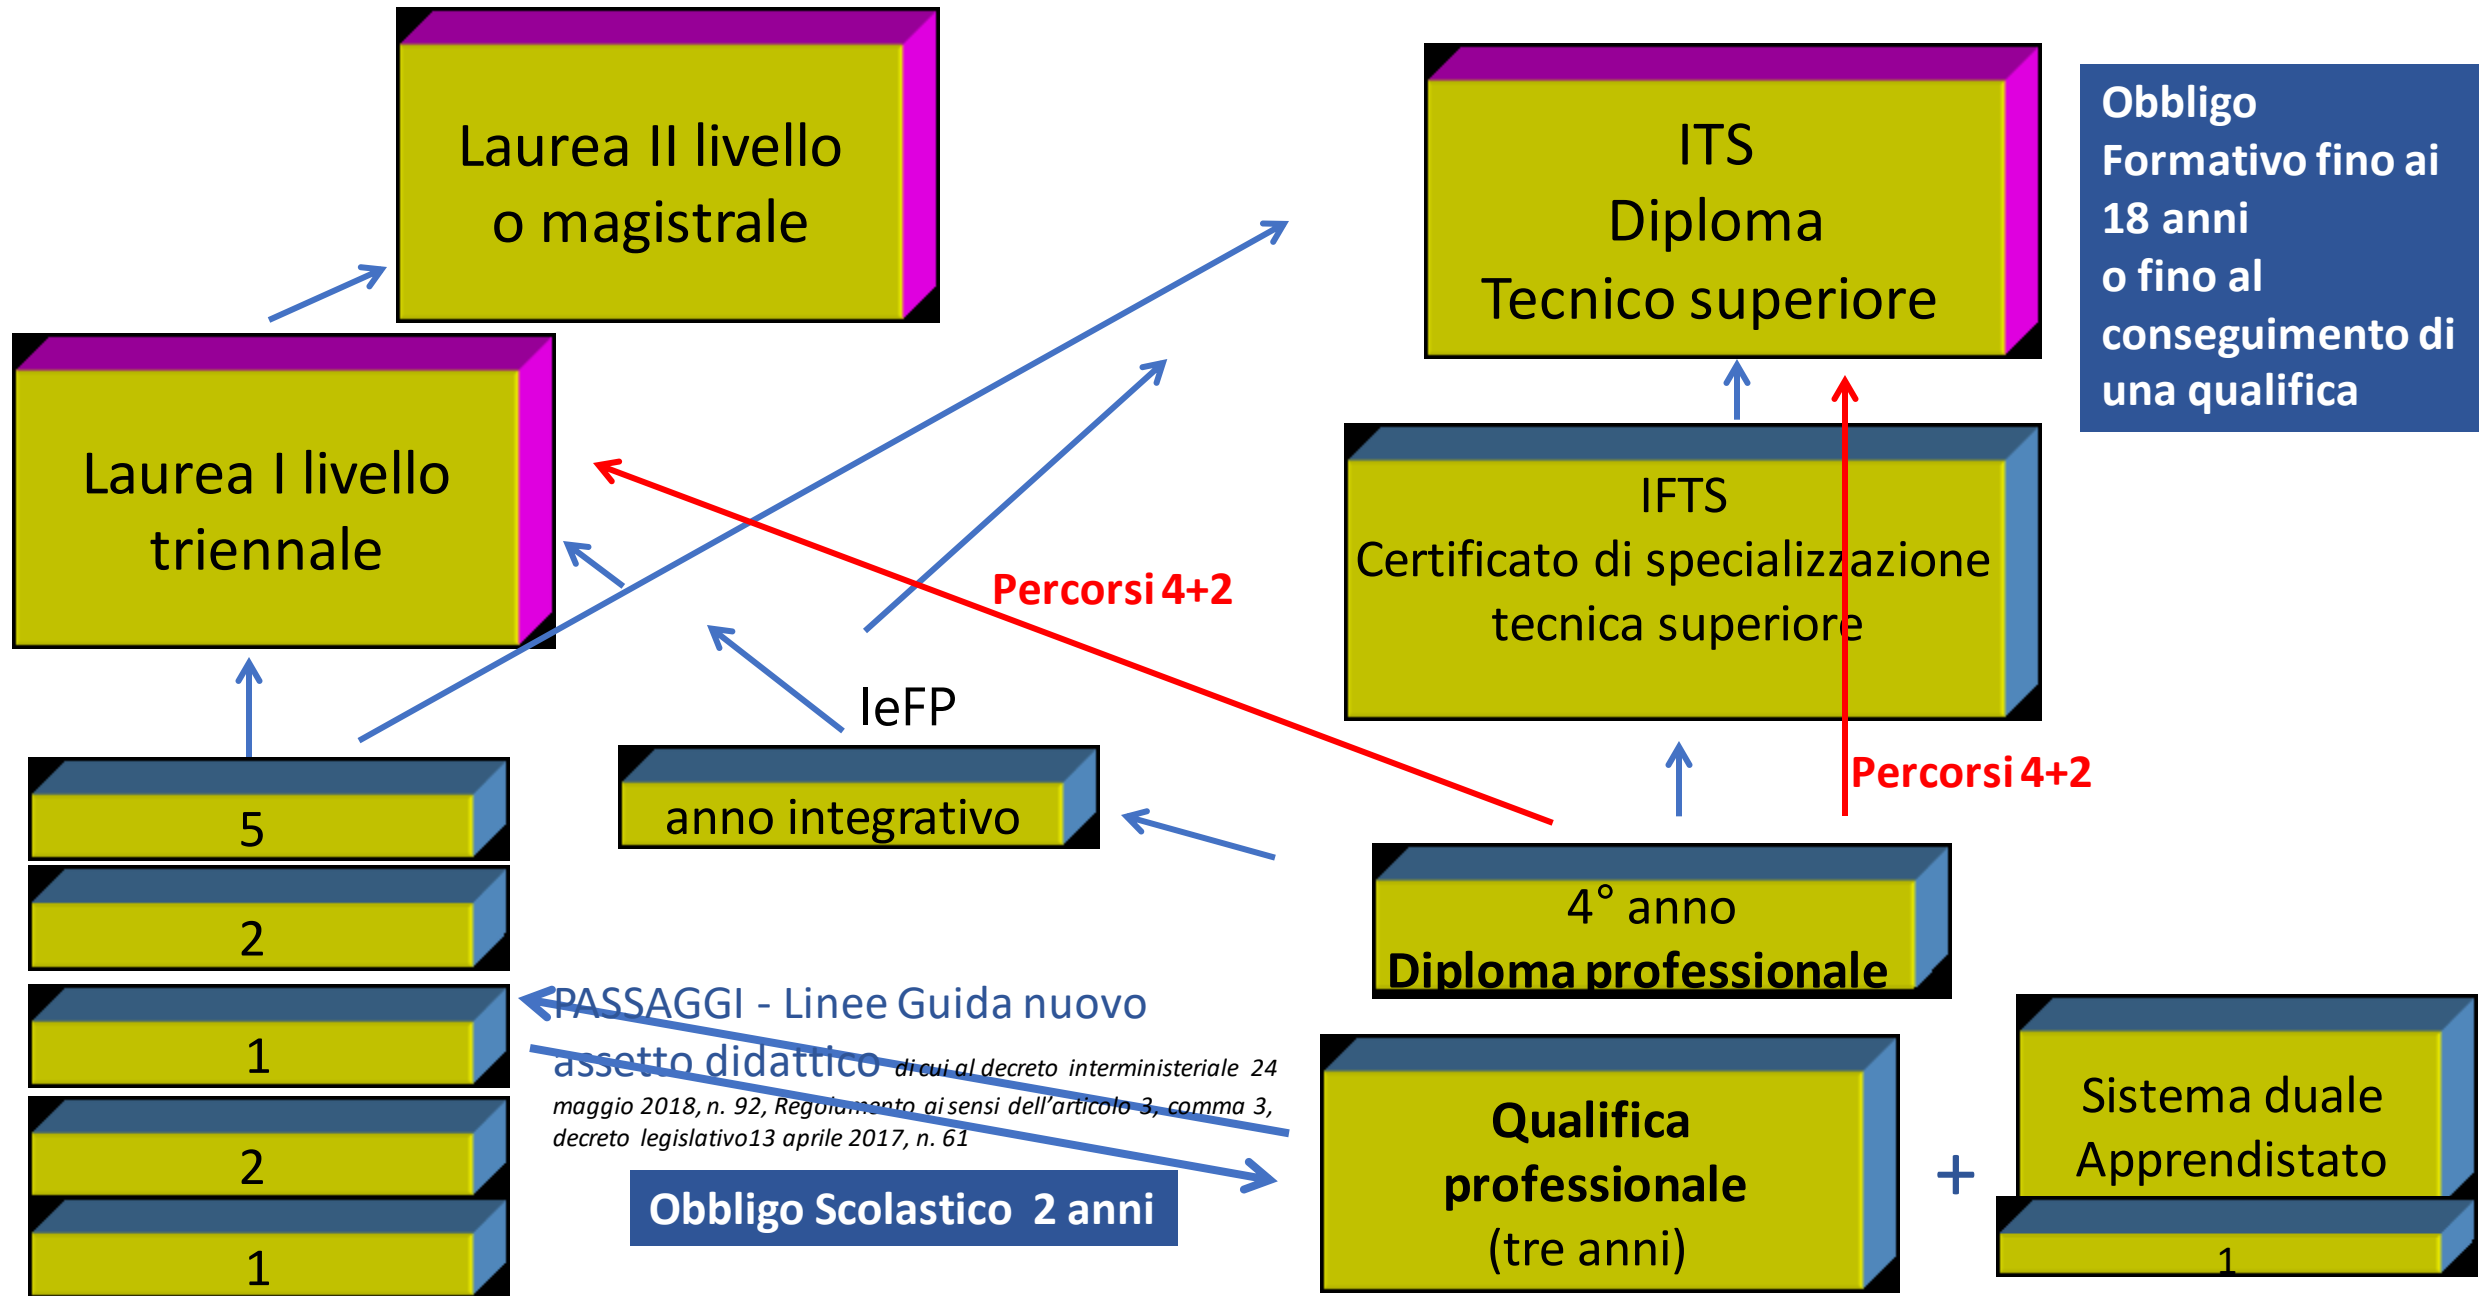 Laurea II livello
o magistrale
ITS
Diploma
Tecnico superiore
Obbligo
Formativo fino ai
18 anni
o fino al
conseguimento di
una qualifica
Laurea I livello
triennale
IFTS
Certificato di specializzazione
tecnica superiore
Percorsi 4+2
IeFP
Percorsi 4+2
anno integrativo
5
2
1
2
1
4° anno
Diploma professionale
PASSAGGI - Linee Guida nuovo
assetto didattico di cui al decreto interministeriale 24
maggio 2018, n. 92, Regolamento ai sensi dell'articolo 3, comma 3,
decreto legislativo13 aprile 2017, n. 61
Obbligo Scolastico 2 anni
Qualifica
professionale
(tre anni)
+
Sistema duale
Apprendistato
1